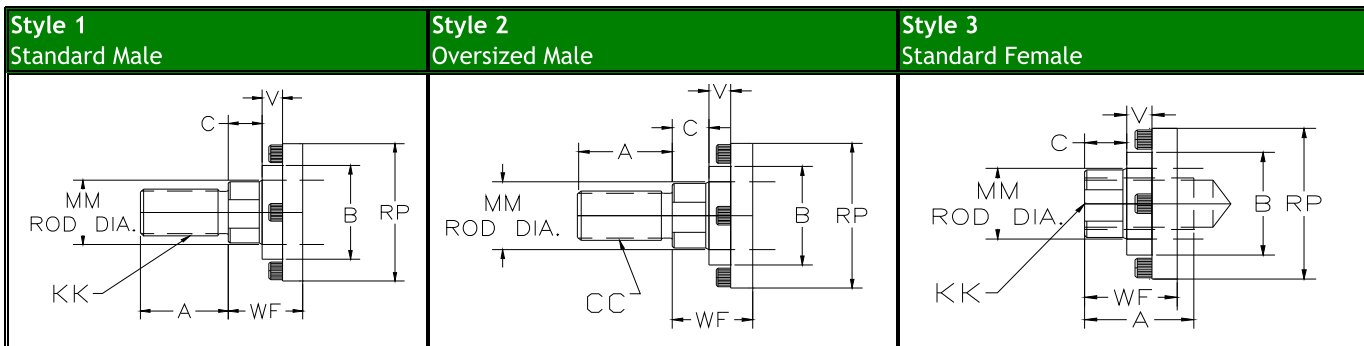 Style 1
Standard Male
Style 2
Oversized Male
Style 3
Standard Female
V
C
MM
ROD DIA.
B
RP
KK
A
WF
V
C
A
MM
ROD DIA.
B
RP
CC
WF
V
C
MM
ROD DIA.
B
RP
KK
WF
A